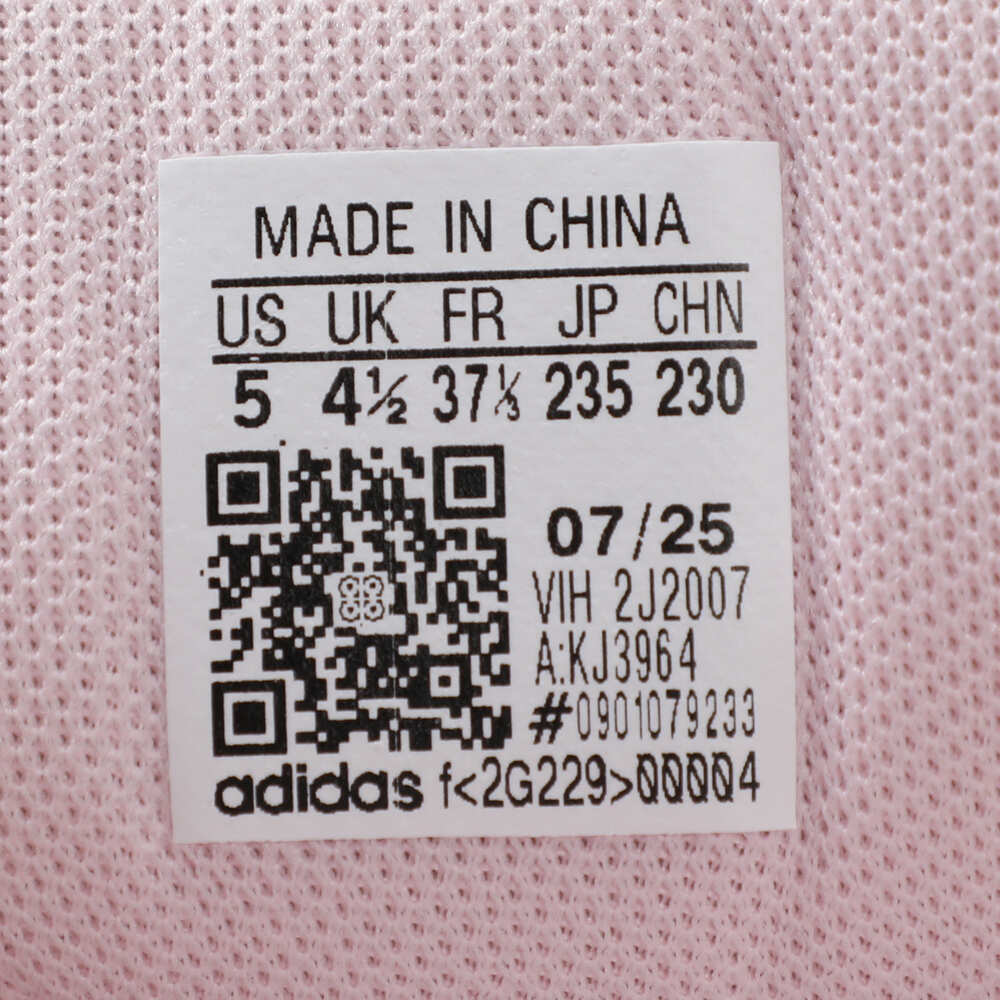 MADE IN CHINA
US UK FR JP CHN
5 4½ 37⅓ 235 230
07/25
VIH 2J2007
A:KJ3964
#0901079233
adidas f<2G229>00004